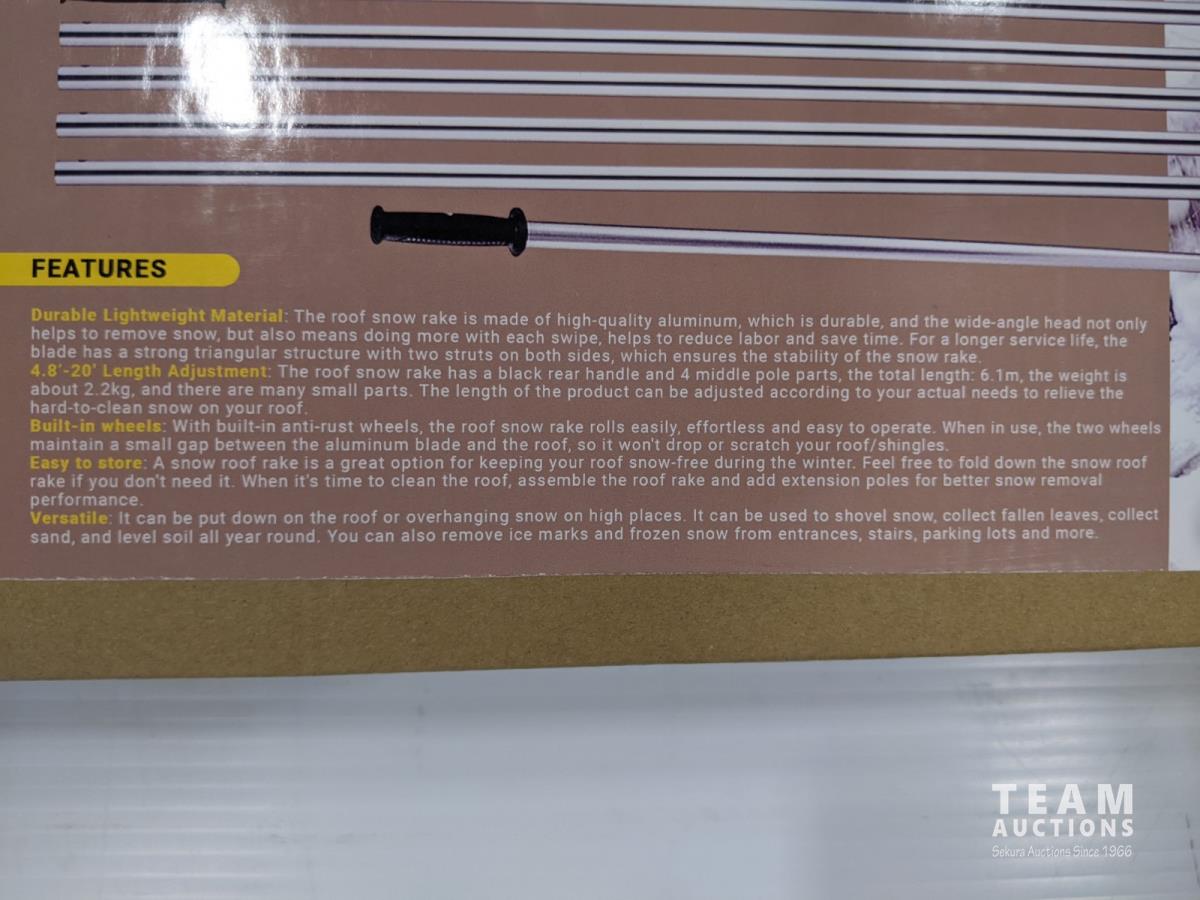 FEATURES
Durable Lightweight Material: The roof snow rake is made of high-quality aluminum, which is durable, and the wide-angle head not only
helps to remove snow, but also means doing more with each swipe, helps to reduce labor and save time. For a longer service life, the
blade has a strong triangular structure with two struts on both sides, which ensures the stability of the snow rake.
4.8'-20' Length Adjustment: The roof snow rake has a black rear handle and 4 middle pole parts, the total length: 6.1m, the weight is
about 2.2kg, and there are many small parts. The length of the product can be adjusted according to your actual needs to relieve the
hard-to-clean snow on your roof.
Built-in wheels: With built-in anti-rust wheels, the roof snow rake rolls easily, effortless and easy to operate. When in use, the two wheels
maintain a small gap between the aluminum blade and the roof, so it won't drop or scratch your roof/shingles.
Easy to store: A snow roof rake is a great option for keeping your roof snow-free during the winter. Feel free to fold down the snow roof
rake if you don't need it. When it's time to clean the roof, assemble the roof rake and add extension poles for better snow removal
performance.
Versatile: It can be put down on the roof or overhanging snow on high places. It can be used to shovel snow, collect fallen leaves, collect
sand, and level soil all year round. You can also remove ice marks and frozen snow from entrances, stairs, parking lots and more.
TEAM
AUCTIONS
Sekura Auctions Since 1966